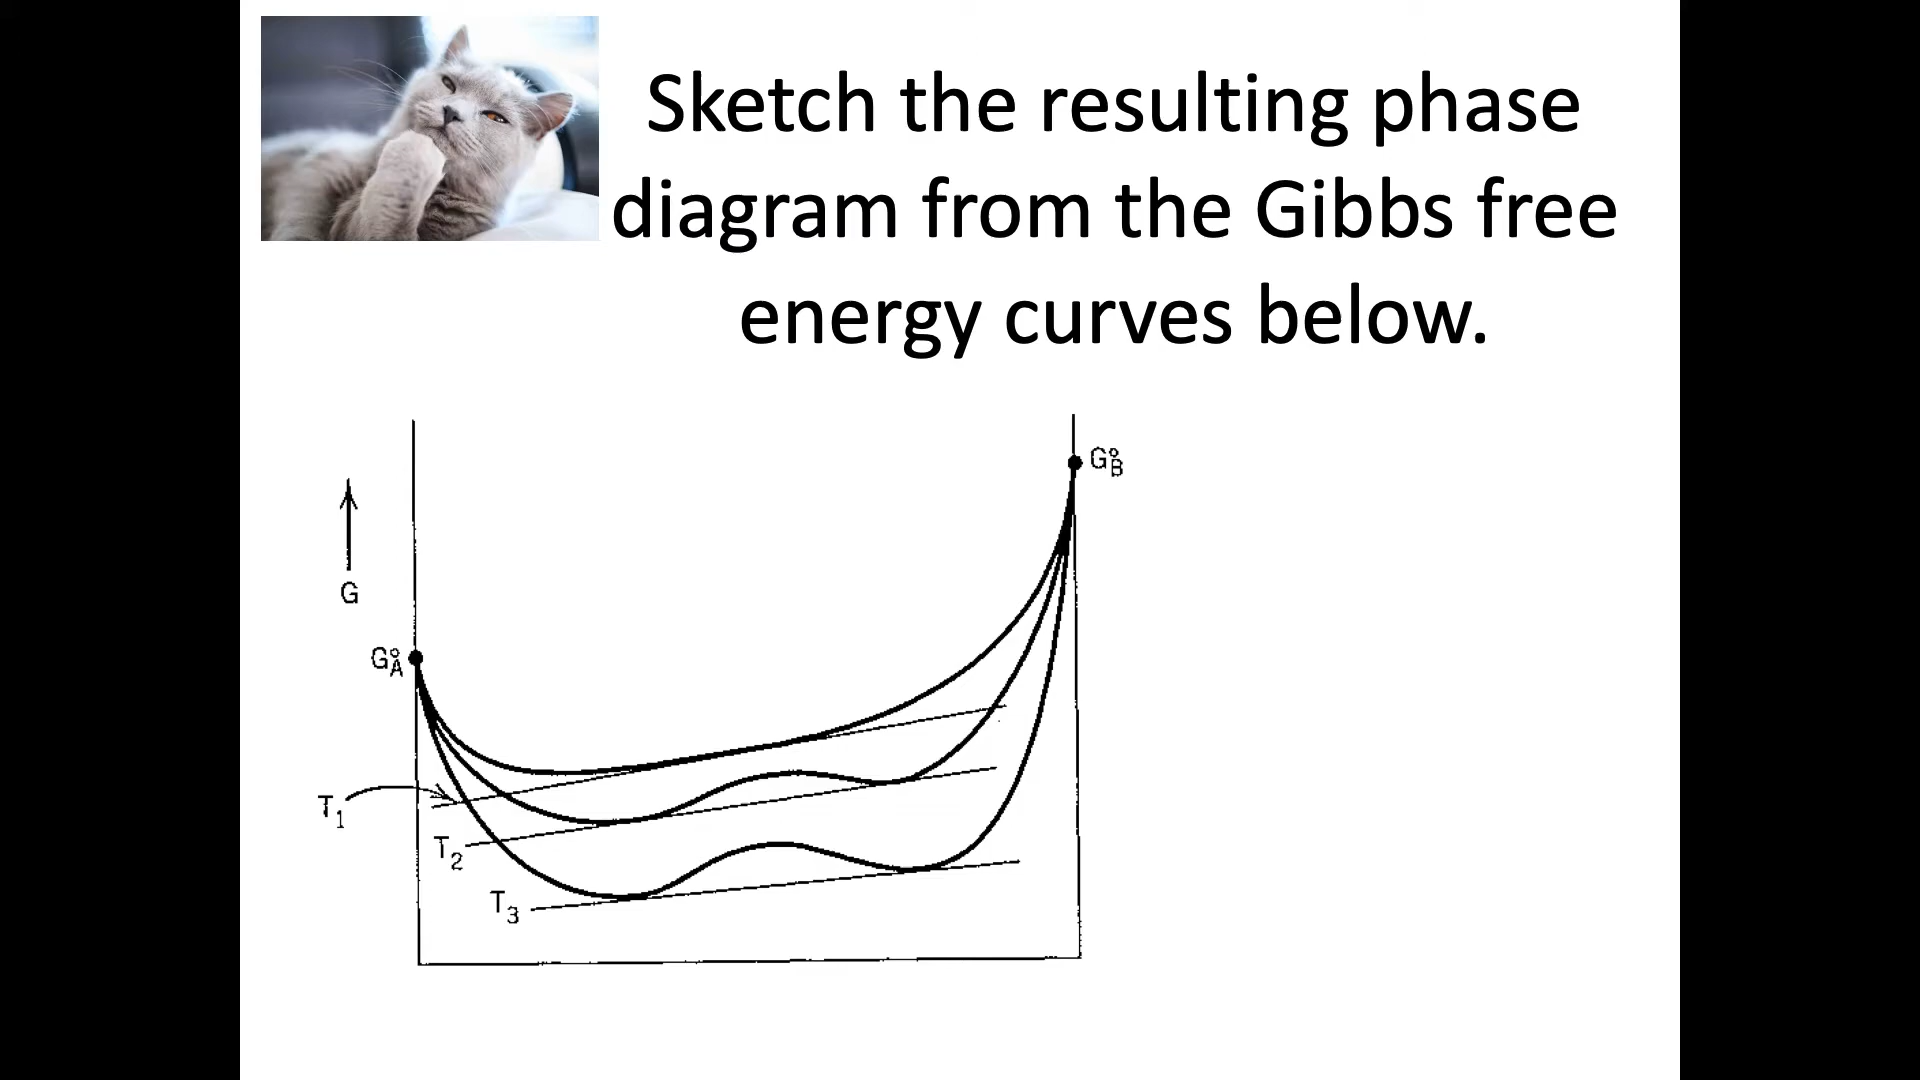 Sketch the resulting phase
diagram from the Gibbs free
energy curves below.
G°B
G
G°A
T1
T2
T3